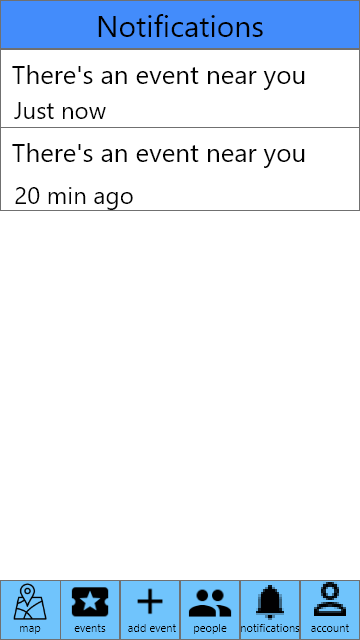 Notifications
There's an event near you
Just now
There's an event near you
20 min ago
map events add event people notifications account